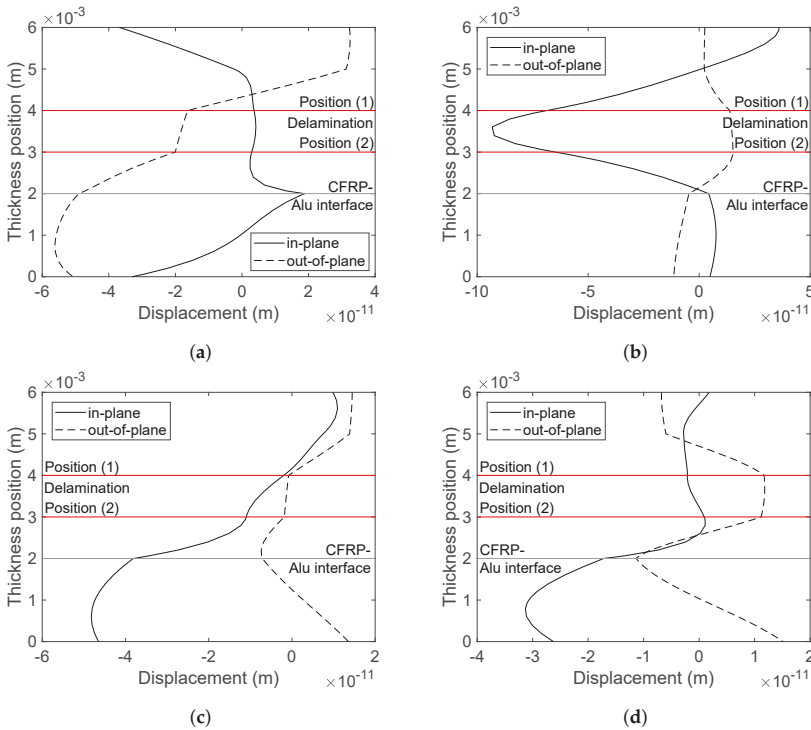 × 10⁻³
6
5
4
3
2
1
0
Thickness position (m)
Position (1)
Delamination
Position (2)
CFRP-
Alu interface
in-plane
out-of-plane
-6 -4 -2 0 2 4
Displacement (m) × 10⁻¹¹
(a)
× 10⁻³
6
5
4
3
2
1
0
Thickness position (m)
in-plane
out-of-plane
Position (1)
Delamination
Position (2)
CFRP-
Alu interface
-10 -5 0 5
Displacement (m) × 10⁻¹¹
(b)
× 10⁻³
6
5
4
3
2
1
0
Thickness position (m)
in-plane
out-of-plane
Position (1)
Delamination
Position (2)
CFRP-
Alu interface
-6 -4 -2 0 2
Displacement (m) × 10⁻¹¹
(c)
× 10⁻³
6
5
4
3
2
1
0
Thickness position (m)
in-plane
out-of-plane
Position (1)
Delamination
Position (2)
CFRP-
Alu interface
-4 -3 -2 -1 0 1 2
Displacement (m) × 10⁻¹¹
(d)